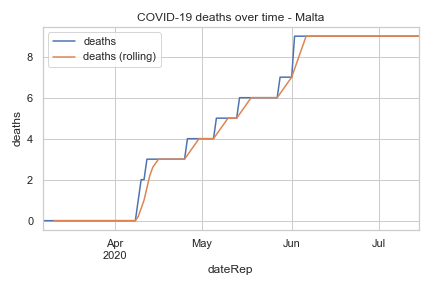 COVID-19 deaths over time - Malta
deaths
deaths (rolling)
deaths
8
6
4
2
0
Apr
2020
May
Jun
Jul
dateRep